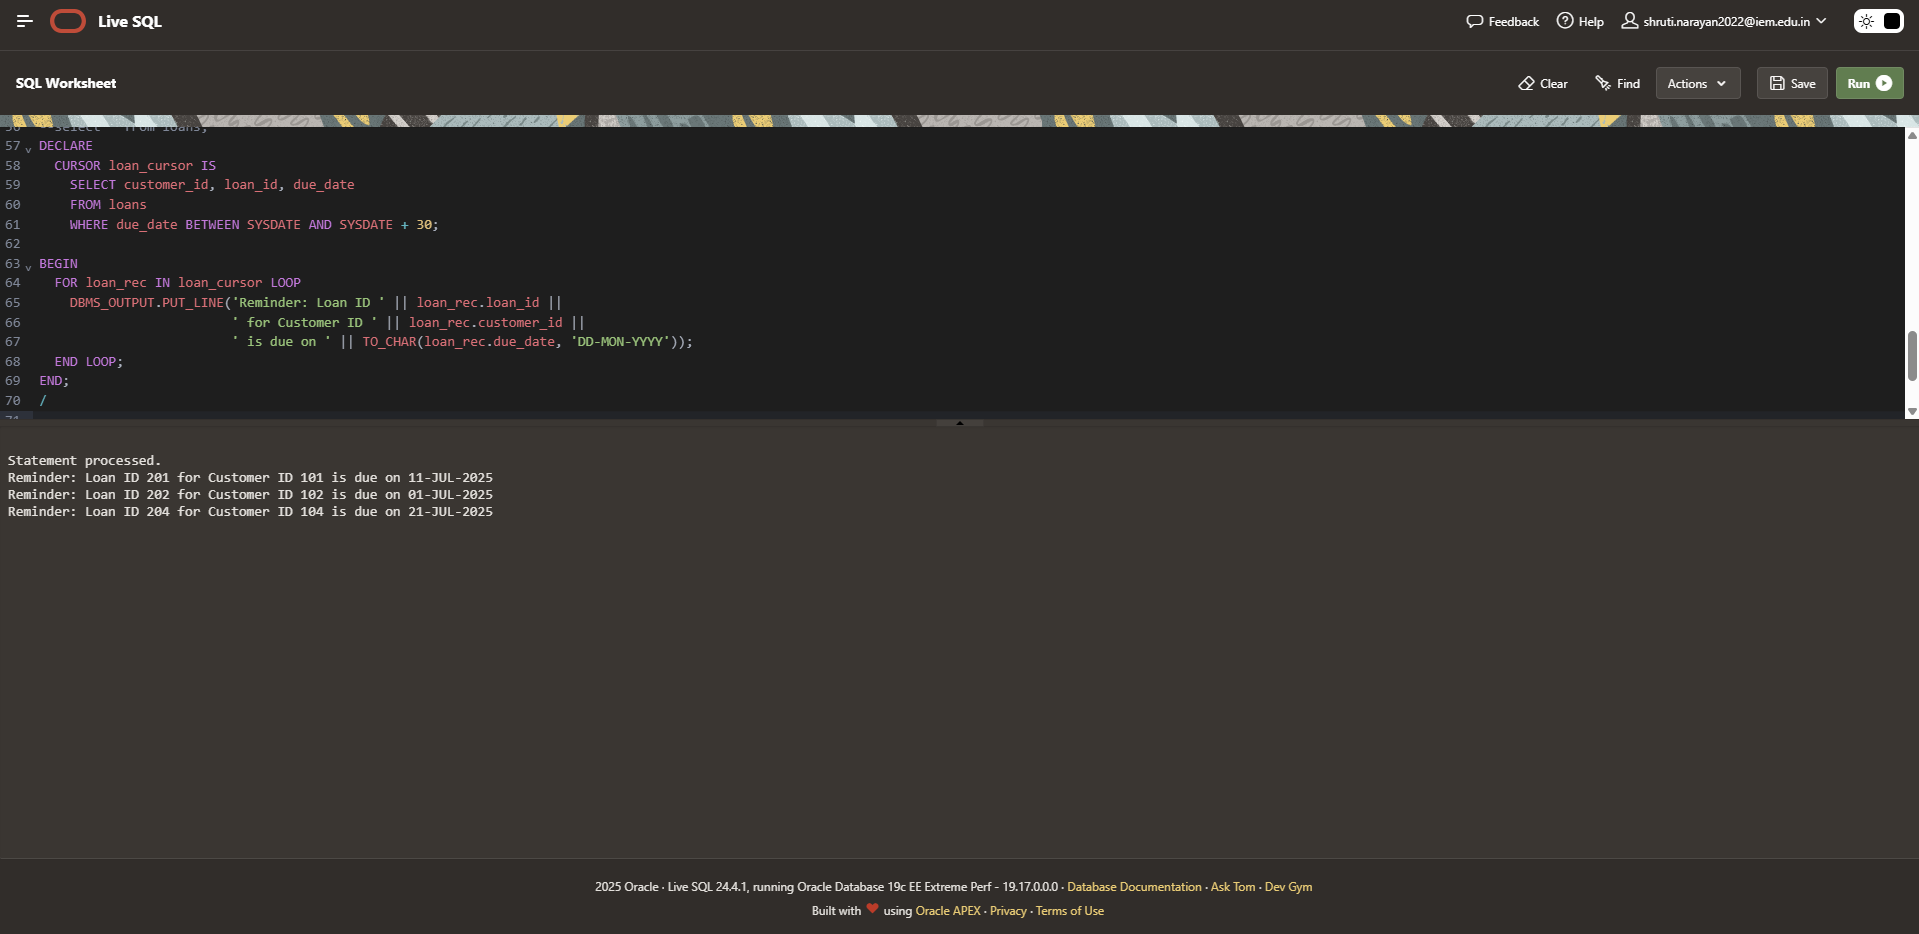 Live SQL
Feedback
Help
shruti.narayan2022@iem.edu.in
SQL Worksheet
Clear
Find
Actions
Save
Run
57 DECLARE
58 CURSOR loan_cursor IS
59 SELECT customer_id, loan_id, due_date
60 FROM loans
61 WHERE due_date BETWEEN SYSDATE AND SYSDATE + 30;
62
63 BEGIN
64 FOR loan_rec IN loan_cursor LOOP
65 DBMS_OUTPUT.PUT_LINE('Reminder: Loan ID ' || loan_rec.loan_id ||
66 ' for Customer ID ' || loan_rec.customer_id ||
67 ' is due on ' || TO_CHAR(loan_rec.due_date, 'DD-MON-YYYY'));
68 END LOOP;
69 END;
70 /
Statement processed.
Reminder: Loan ID 201 for Customer ID 101 is due on 11-JUL-2025
Reminder: Loan ID 202 for Customer ID 102 is due on 01-JUL-2025
Reminder: Loan ID 204 for Customer ID 104 is due on 21-JUL-2025
2025 Oracle · Live SQL 24.4.1, running Oracle Database 19c EE Extreme Perf - 19.17.0.0.0 · Database Documentation · Ask Tom · Dev Gym
Built with ❤ using Oracle APEX · Privacy · Terms of Use